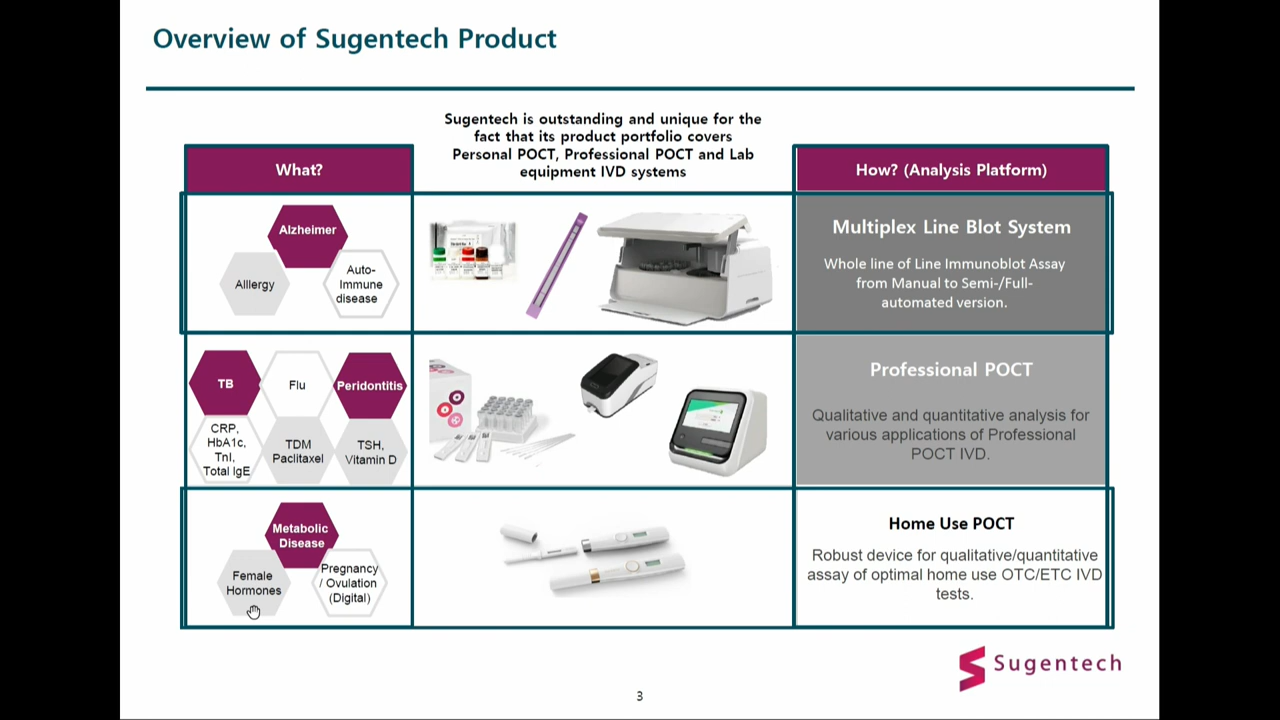 Overview of Sugentech Product
Sugentech is outstanding and unique for the
fact that its product portfolio covers
Personal POCT, Professional POCT and Lab
equipment IVD systems
What?
How? (Analysis Platform)
Alzheimer
Alllergy
Auto-
Immune
disease
Multiplex Line Blot System
Whole line of Line Immunoblot Assay
from Manual to Semi-/Full-
automated version.
TB
Flu
Peridontitis
CRP,
HbA1c,
TnI,
Total IgE
TDM
Paclitaxel
TSH,
Vitamin D
Professional POCT
Qualitative and quantitative analysis for
various applications of Professional
POCT IVD.
Metabolic
Disease
Female
Hormones
Pregnancy
/ Ovulation
(Digital)
Home Use POCT
Robust device for qualitative/quantitative
assay of optimal home use OTC/ETC IVD
tests.
Sugentech
3